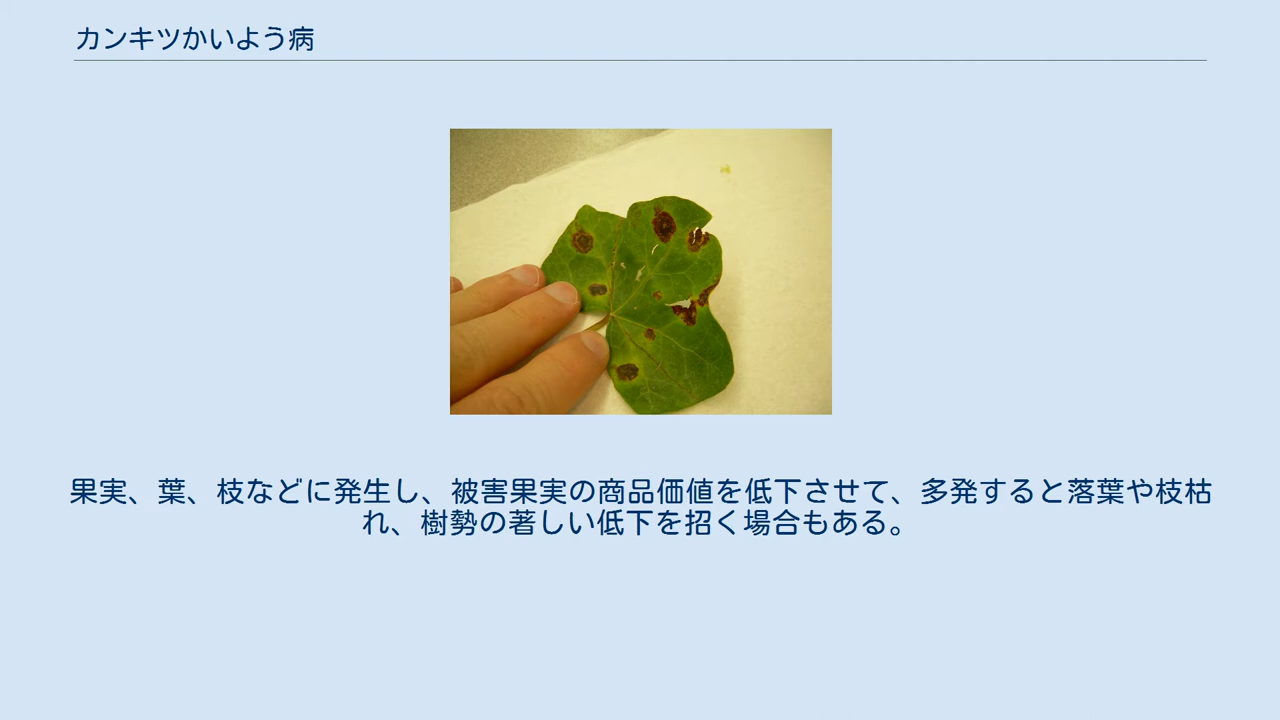 カンキツかいよう病
果実、葉、枝などに発生し、被害果実の商品価値を低下させて、多発すると落葉や枝枯
れ、樹勢の著しい低下を招く場合もある。